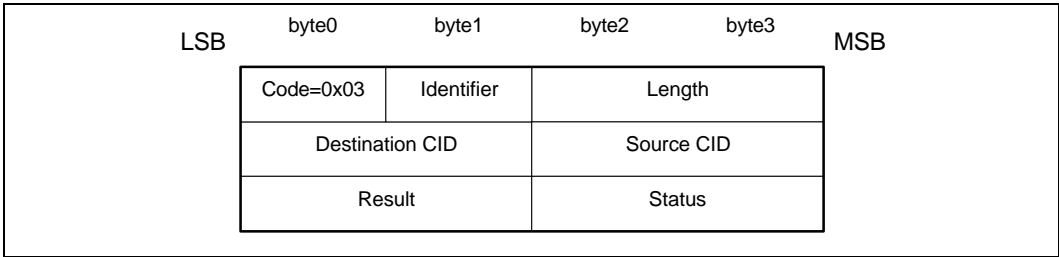 byte0 byte1 byte2 byte3
LSB MSB
Code=0x03 Identifier Length
Destination CID Source CID
Result Status